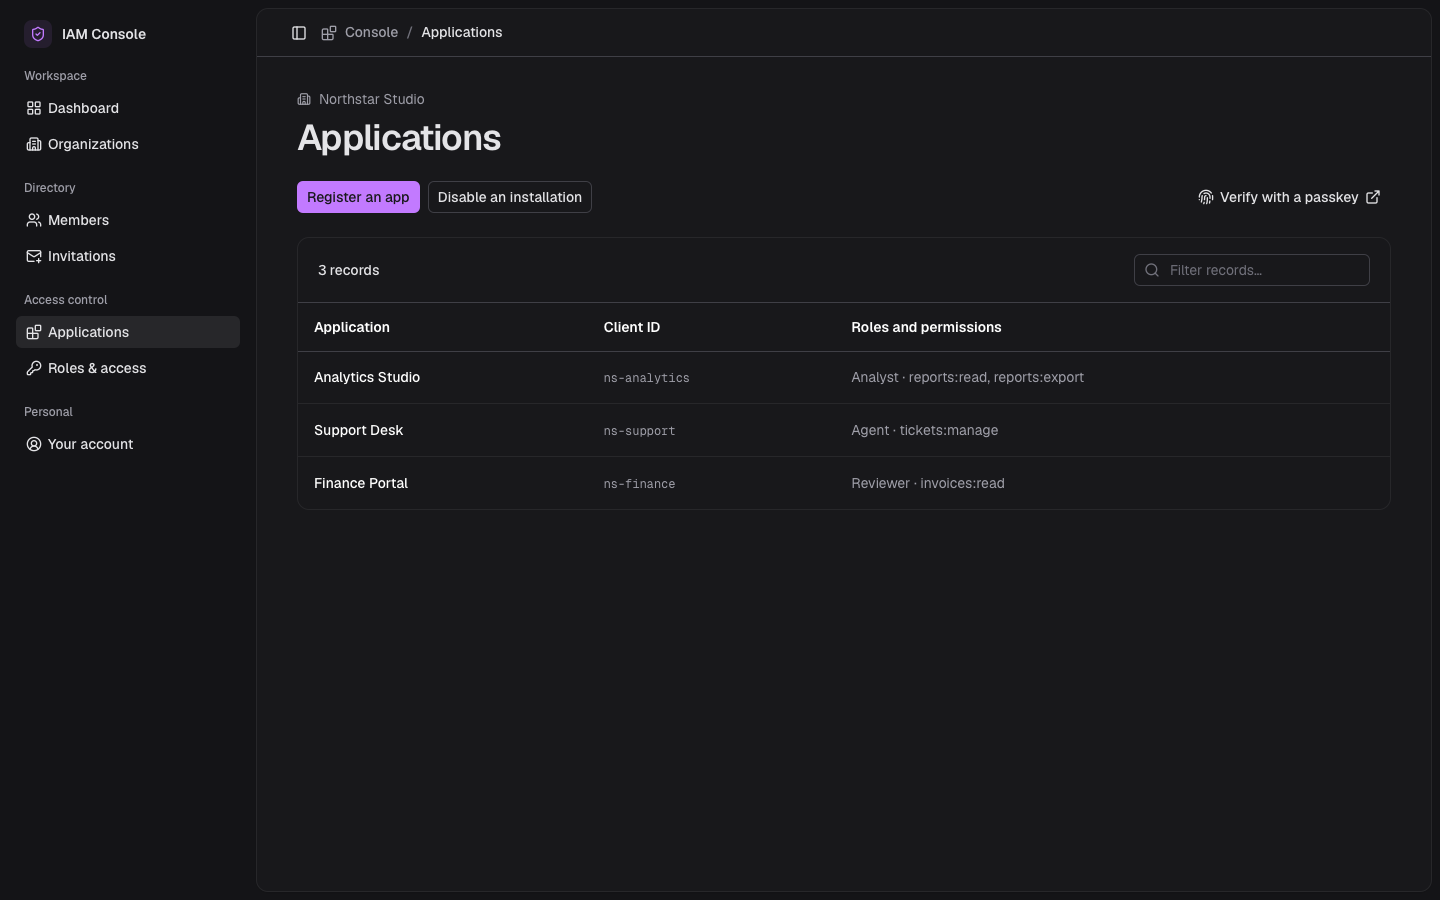 IAM Console
Workspace
Dashboard
Organizations
Directory
Members
Invitations
Access control
Applications
Roles & access
Personal
Your account
Console / Applications
Northstar Studio
Applications
Register an app
Disable an installation
Verify with a passkey
3 records
Filter records...
Application Client ID Roles and permissions
Analytics Studio ns-analytics Analyst · reports:read, reports:export
Support Desk ns-support Agent · tickets:manage
Finance Portal ns-finance Reviewer · invoices:read